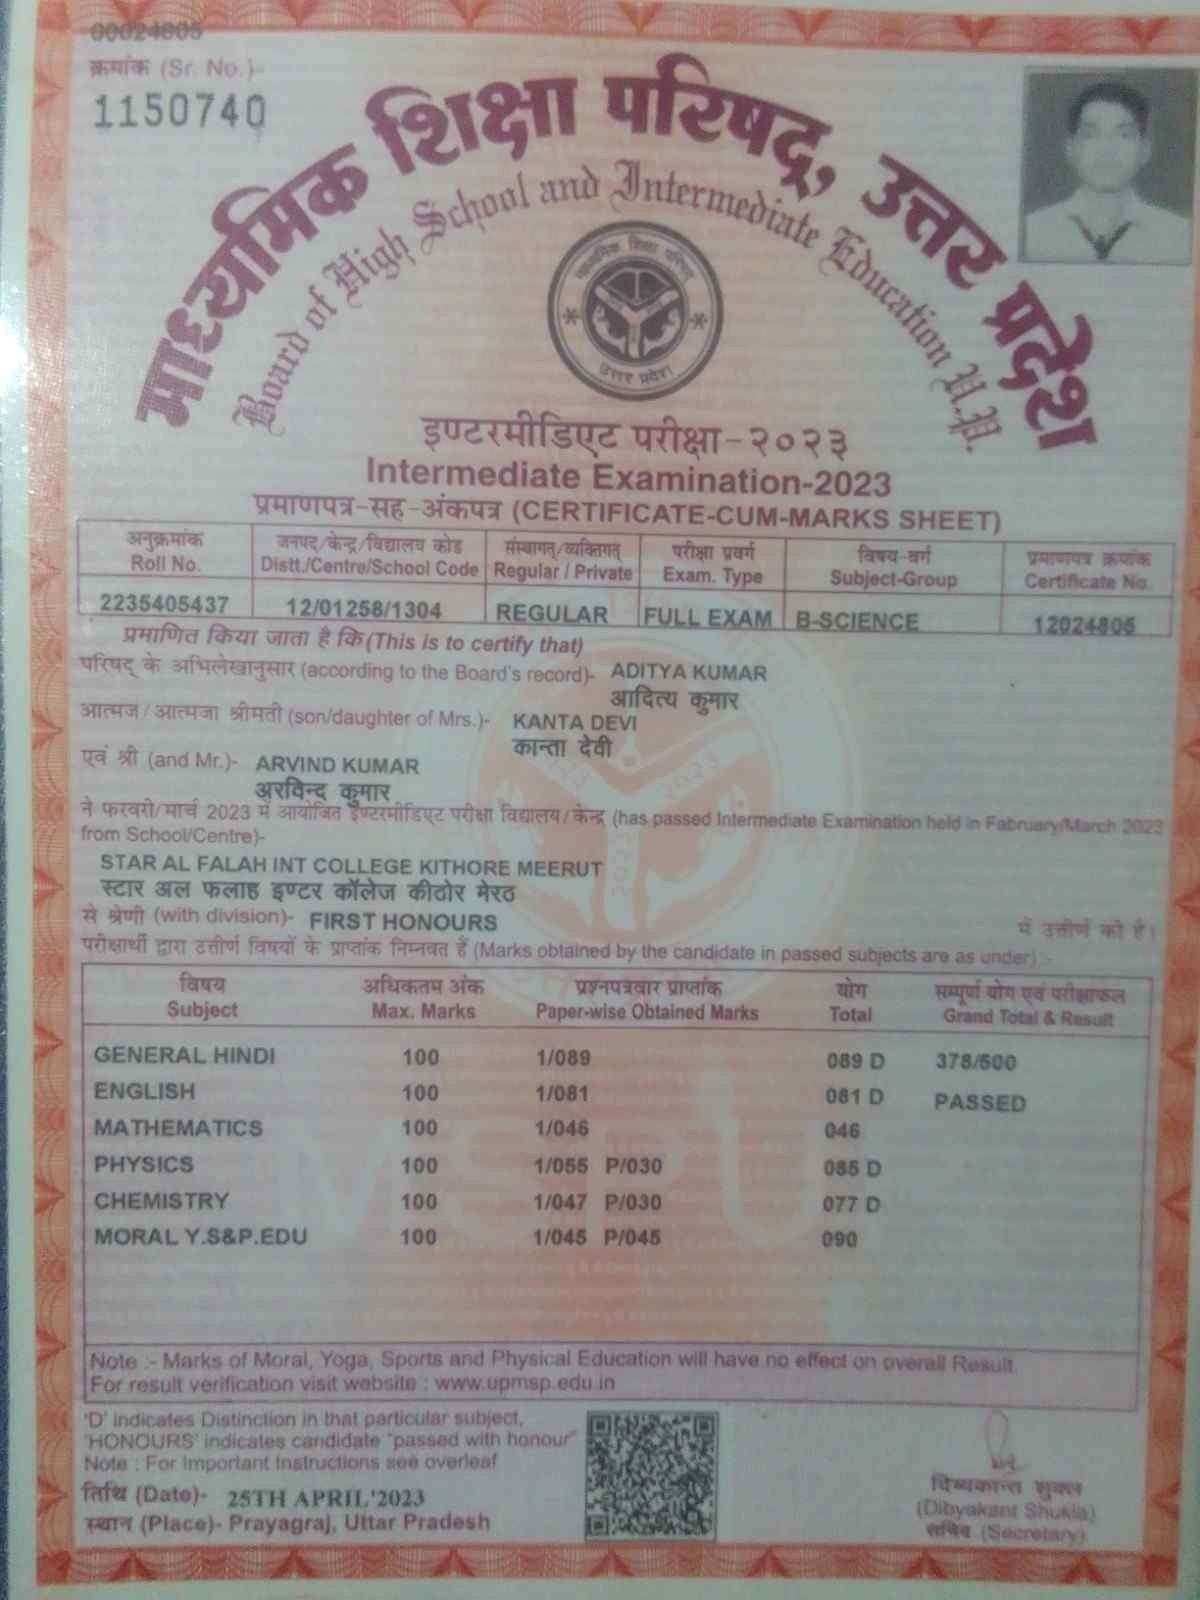 00024805
क्रमांक (Sr. No.)-
1150740
माध्यमिक शिक्षा परिषद्, उत्तर प्रदेश
Board of High School and Intermediate Education U.P.
माध्यमिक शिक्षा परिषद्
उत्तर प्रदेश
इण्टरमीडिएट परीक्षा-२०२३
Intermediate Examination-2023
प्रमाणपत्र-सह-अंकपत्र (CERTIFICATE-CUM-MARKS SHEET)
अनुक्रमांक जनपद/केन्द्र/विद्यालय कोड संस्थागत/व्यक्तिगत परीक्षा प्रवर्ग विषय-वर्ग प्रमाणपत्र क्रमांक
Roll No. Distt./Centre/School Code Regular / Private Exam. Type Subject-Group Certificate No.
2235405437 12/01258/1304 REGULAR FULL EXAM B-SCIENCE 12024805
प्रमाणित किया जाता है कि (This is to certify that)
परिषद् के अभिलेखानुसार (according to the Board's record)- ADITYA KUMAR
आदित्य कुमार
आत्मज/आत्मजा श्रीमती (son/daughter of Mrs.)- KANTA DEVI
कान्ता देवी
एवं श्री (and Mr.)- ARVIND KUMAR
अरविन्द कुमार
ने फरवरी/मार्च 2023 में आयोजित इण्टरमीडिएट परीक्षा विद्यालय/केन्द्र (has passed Intermediate Examination held in Fabruary/March 2023
from School/Centre)-
STAR AL FALAH INT COLLEGE KITHORE MEERUT
स्टार अल फलाह इण्टर कॉलेज कीठोर मेरठ
से श्रेणी (with division)- FIRST HONOURS में उत्तीर्ण की है।
परीक्षार्थी द्वारा उत्तीर्ण विषयों के प्राप्तांक निम्नवत हैं (Marks obtained by the candidate in passed subjects are as under):-
विषय अधिकतम अंक प्रश्नपत्रवार प्राप्तांक योग सम्पूर्ण योग एवं परीक्षाफल
Subject Max. Marks Paper-wise Obtained Marks Total Grand Total & Result
GENERAL HINDI 100 1/089 089 D 378/500
ENGLISH 100 1/081 081 D PASSED
MATHEMATICS 100 1/046 046
PHYSICS 100 1/055 P/030 085 D
CHEMISTRY 100 1/047 P/030 077 D
MORAL Y.S&P.EDU 100 1/045 P/045 090
Note :- Marks of Moral, Yoga, Sports and Physical Education will have no effect on overall Result.
For result verification visit website : www.upmsp.edu.in
'D' indicates Distinction in that particular subject,
'HONOURS' indicates candidate "passed with honour"
Note : For Important Instructions see overleaf
तिथि (Date)- 25TH APRIL'2023
स्थान (Place)- Prayagraj, Uttar Pradesh
दिब्यकान्त शुक्ल
(Dibyakant Shukla)
सचिव (Secretary)